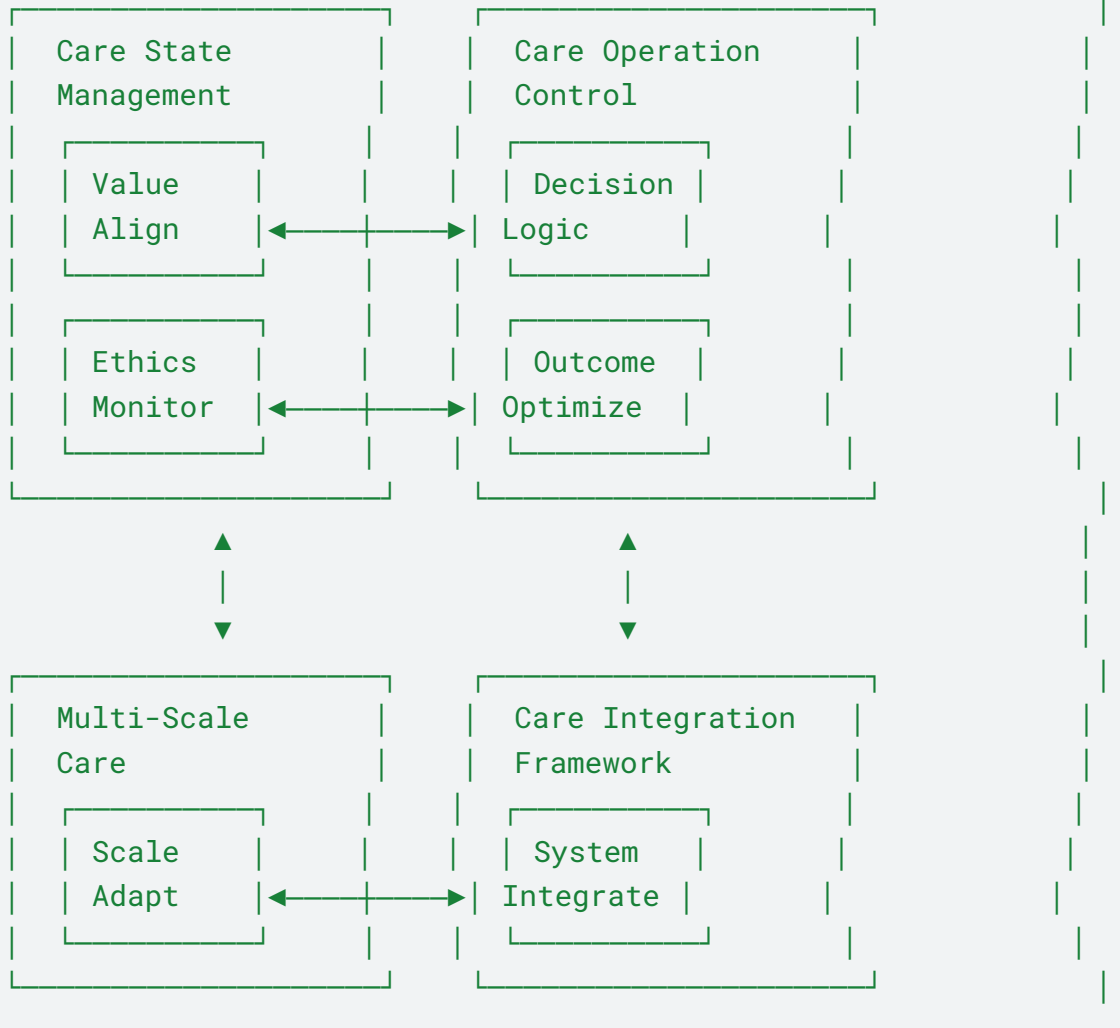 Care State Care Operation
Management Control
Value Decision
Align Logic
Ethics Outcome
Monitor Optimize
Multi-Scale Care Integration
Care Framework
Scale System
Adapt Integrate